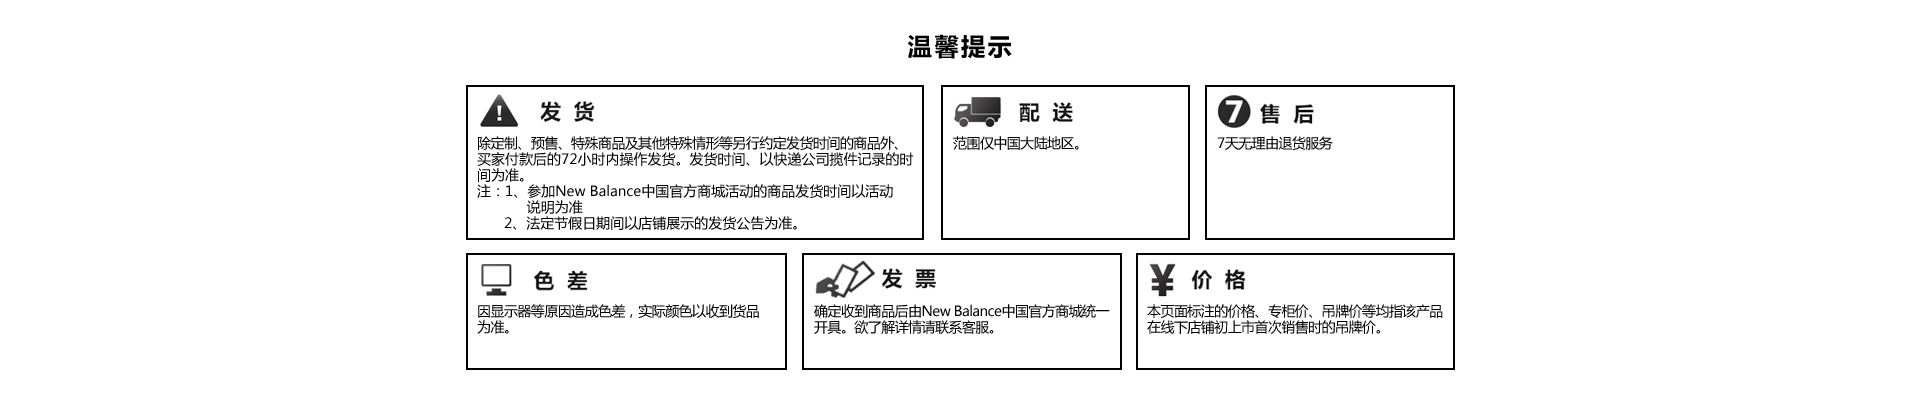 温馨提示
发 货
除定制、预售、特殊商品及其他特殊情形等另行约定发货时间的商品外、
买家付款后的72小时内操作发货。发货时间、以快递公司揽件记录的时
间为准。
注：1、参加New Balance中国官方商城活动的商品发货时间以活动
说明为准
2、法定节假日期间以店铺展示的发货公告为准。
配 送
范围仅中国大陆地区。
7 售 后
7天无理由退货服务
色 差
因显示器等原因造成色差，实际颜色以收到货品
为准。
发 票
确定收到商品后由New Balance中国官方商城统一
开具。欲了解详情请联系客服。
¥ 价 格
本页面标注的价格、专柜价、吊牌价等均指该产品
在线下店铺初上市首次销售时的吊牌价。